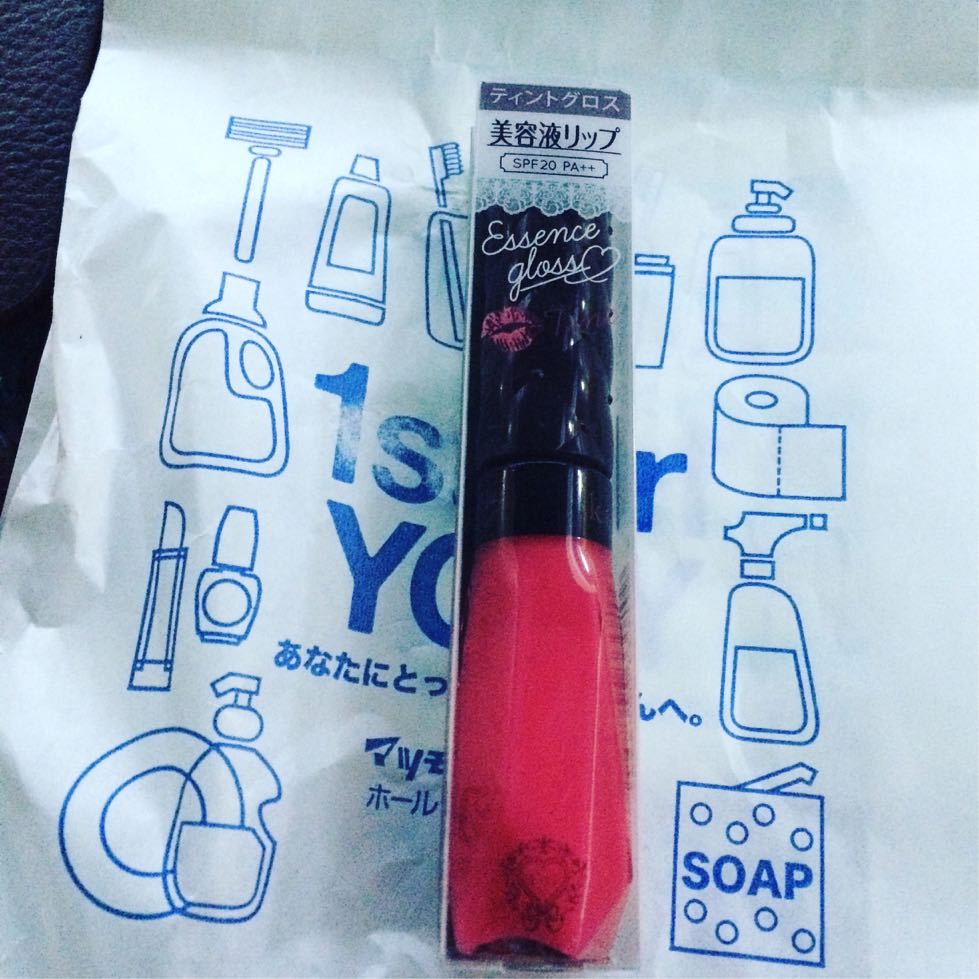 ティントグロス
美容液リップ
SPF20 PA++
Essence
gloss
1s
r
YO
あなたにとっ
んへ。
マツモ
ホール
SOAP